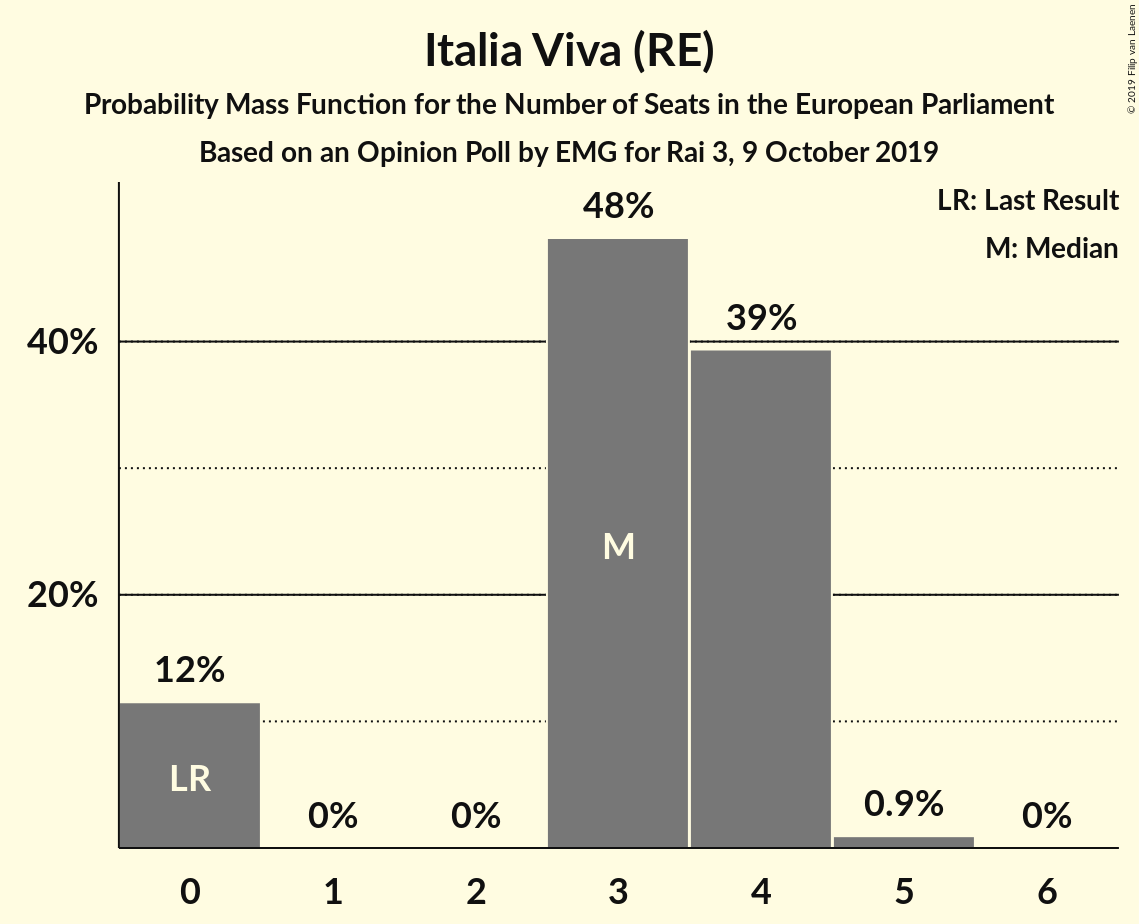 Italia Viva (RE)
Probability Mass Function for the Number of Seats in the European Parliament
Based on an Opinion Poll by EMG for Rai 3, 9 October 2019
© 2019 Filip van Laenen
LR: Last Result
M: Median
48%
39%
40%
M
20%
12%
LR
0%
0%
0.9%
0%
0 1 2 3 4 5 6